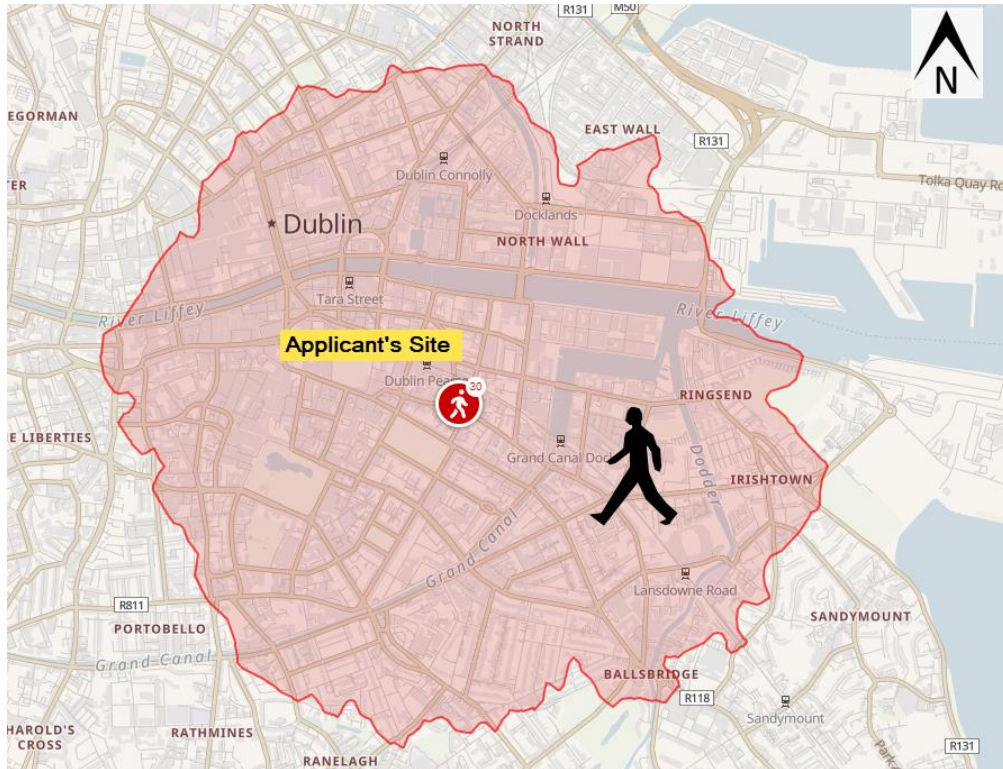 R131
M50
NORTH
STRAND
N
EGORMAN
EAST WALL
R131
Dublin Connolly
TER
Tolka Quay Ro
Docklands
Dublin
NORTH WALL
Tara Street
River Liffey
River Liffey
Applicant's Site
Dublin Pearse
30
RINGSEND
E LIBERTIES
Grand Canal Dock
Dodder
IRISHTOWN
Grand Canal
Lansdowne Road
R811
SANDYMOUNT
PORTOBELLO
Grand Canal
BALLSBRIDGE
R118
Sandymount
HAROLD'S
CROSS
RATHMINES
R131
RANELAGH
Park